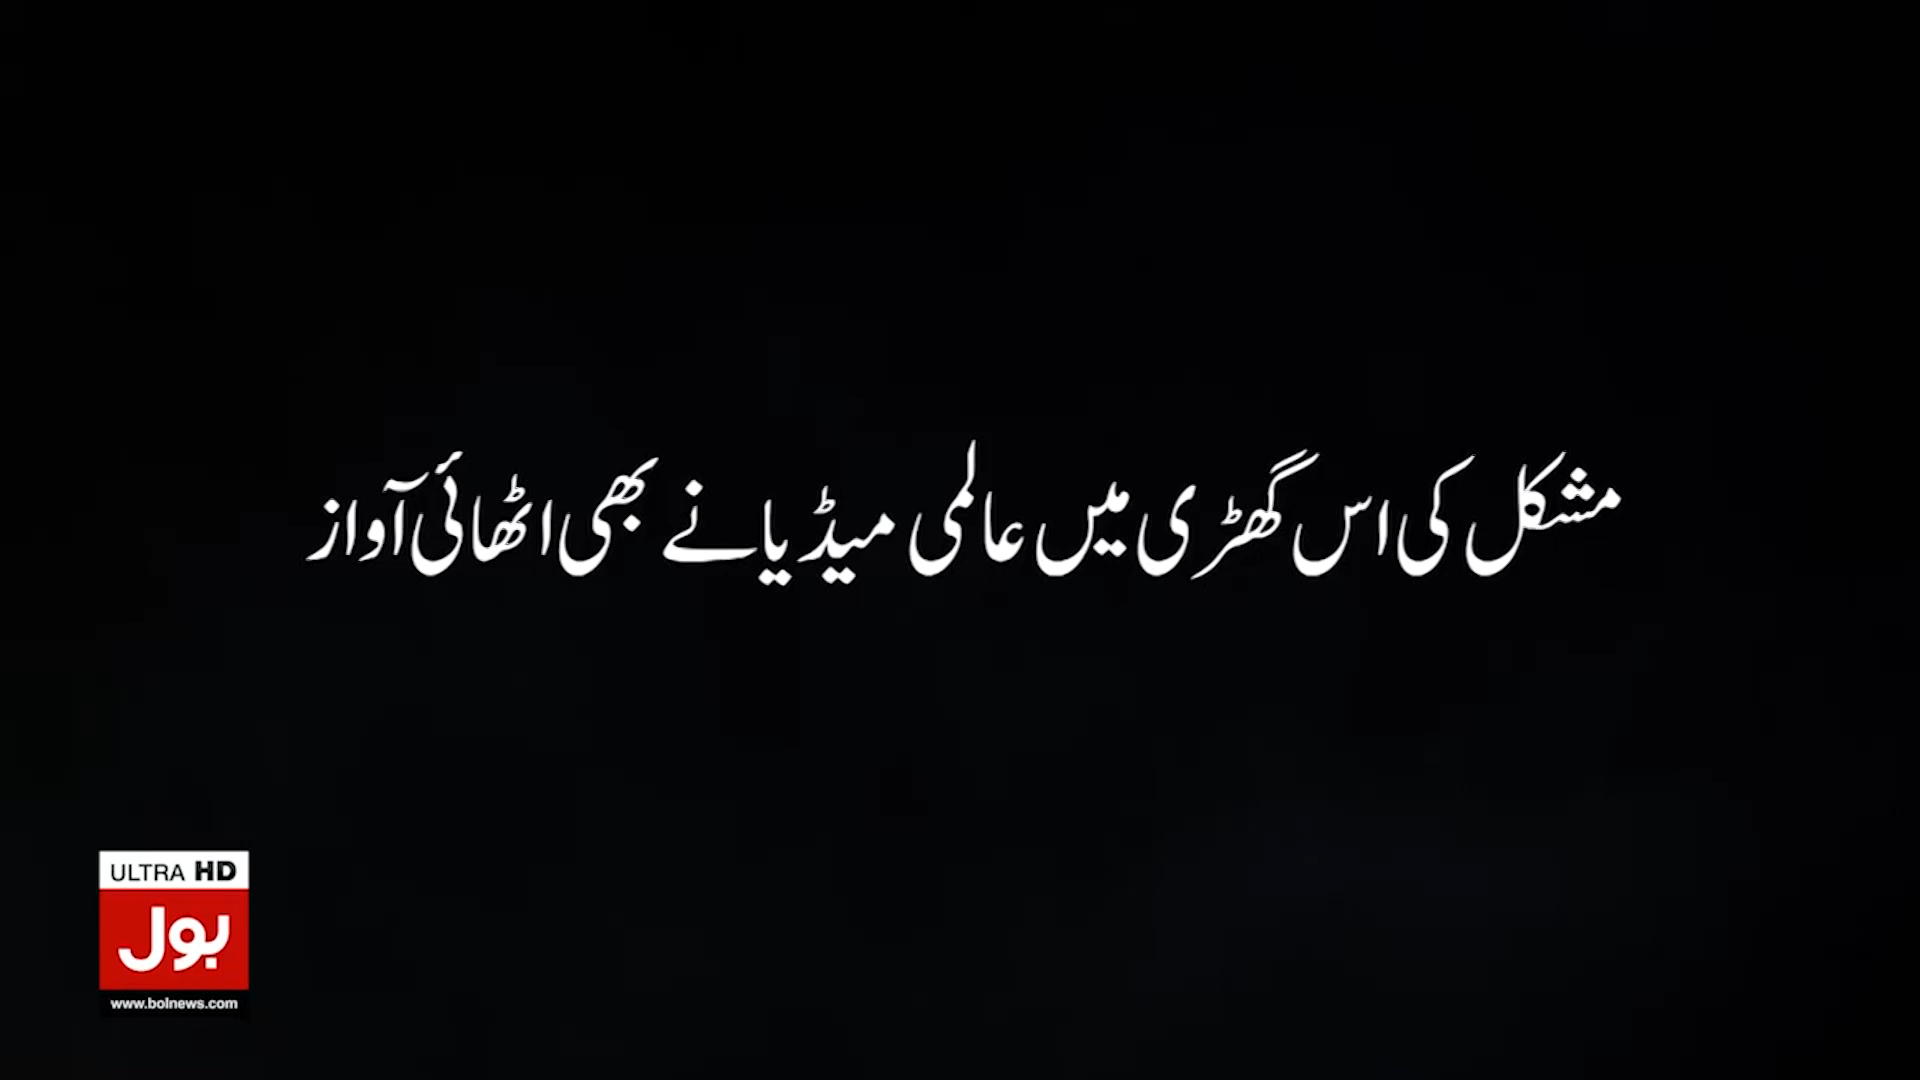 مشکل کی اس گھڑی میں عالمی میڈیا نے بھی اٹھائی آواز
ULTRA HD
بول
www.bolnews.com